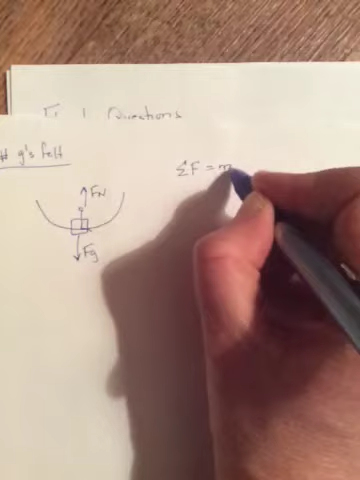 Questions
# g's felt
ΣF = m
FN
Fg